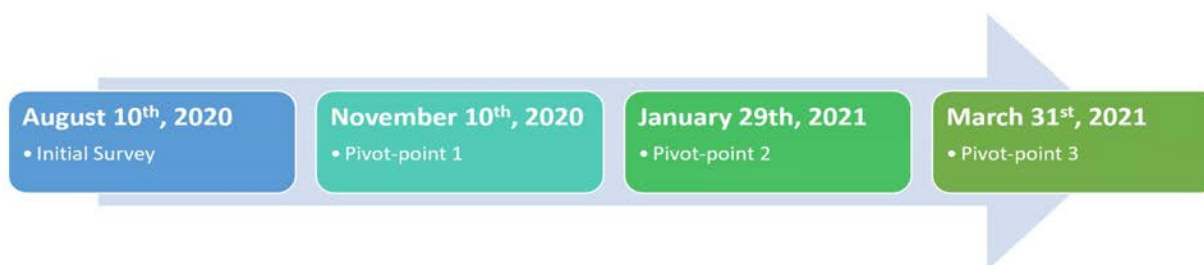 August 10th, 2020
• Initial Survey
November 10th, 2020
• Pivot-point 1
January 29th, 2021
• Pivot-point 2
March 31st, 2021
• Pivot-point 3